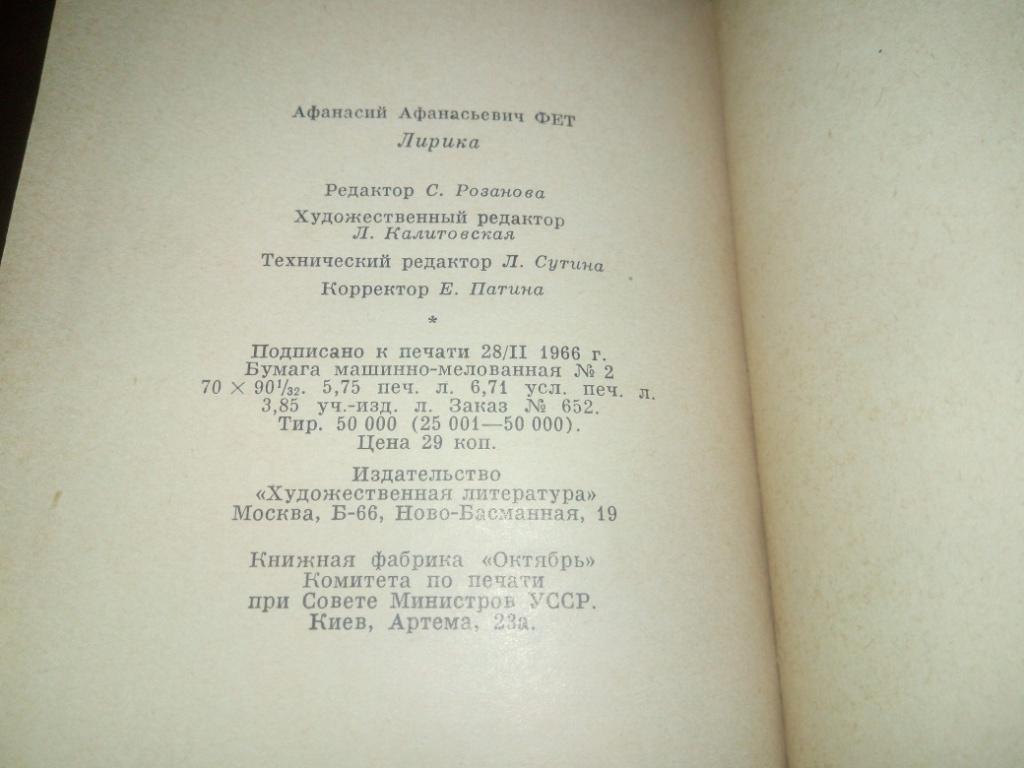 Афанасий Афанасьевич ФЕТ
Лирика
Редактор С. Розанова
Художественный редактор
Л. Калитовская
Технический редактор Л. Сутина
Корректор Е. Патина
*
Подписано к печати 28/II 1966 г.
Бумага машинно-мелованная № 2
70 × 90¹/₃₂. 5,75 печ. л. 6,71 усл. печ. л.
3,85 уч.-изд. л. Заказ № 652.
Тир. 50 000 (25 001—50 000).
Цена 29 коп.
Издательство
«Художественная литература»
Москва, Б-66, Ново-Басманная, 19
Книжная фабрика «Октябрь»
Комитета по печати
при Совете Министров УССР.
Киев, Артема, 23а.